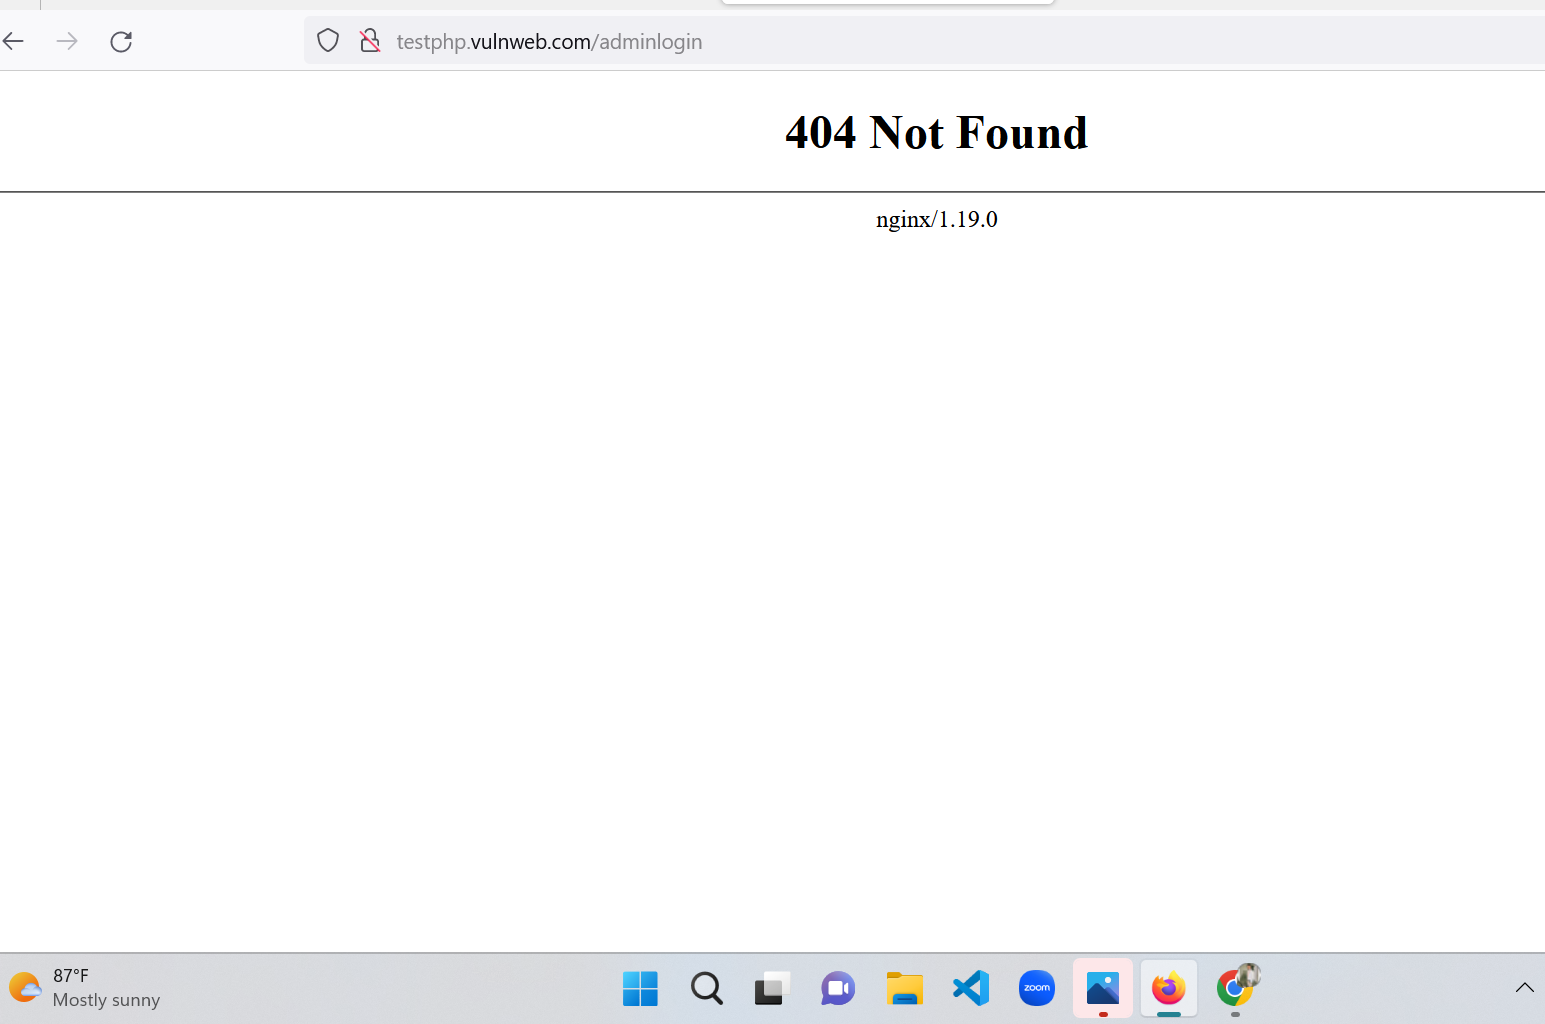 testphp.vulnweb.com/adminlogin
404 Not Found
nginx/1.19.0
87°F
Mostly sunny
zoom